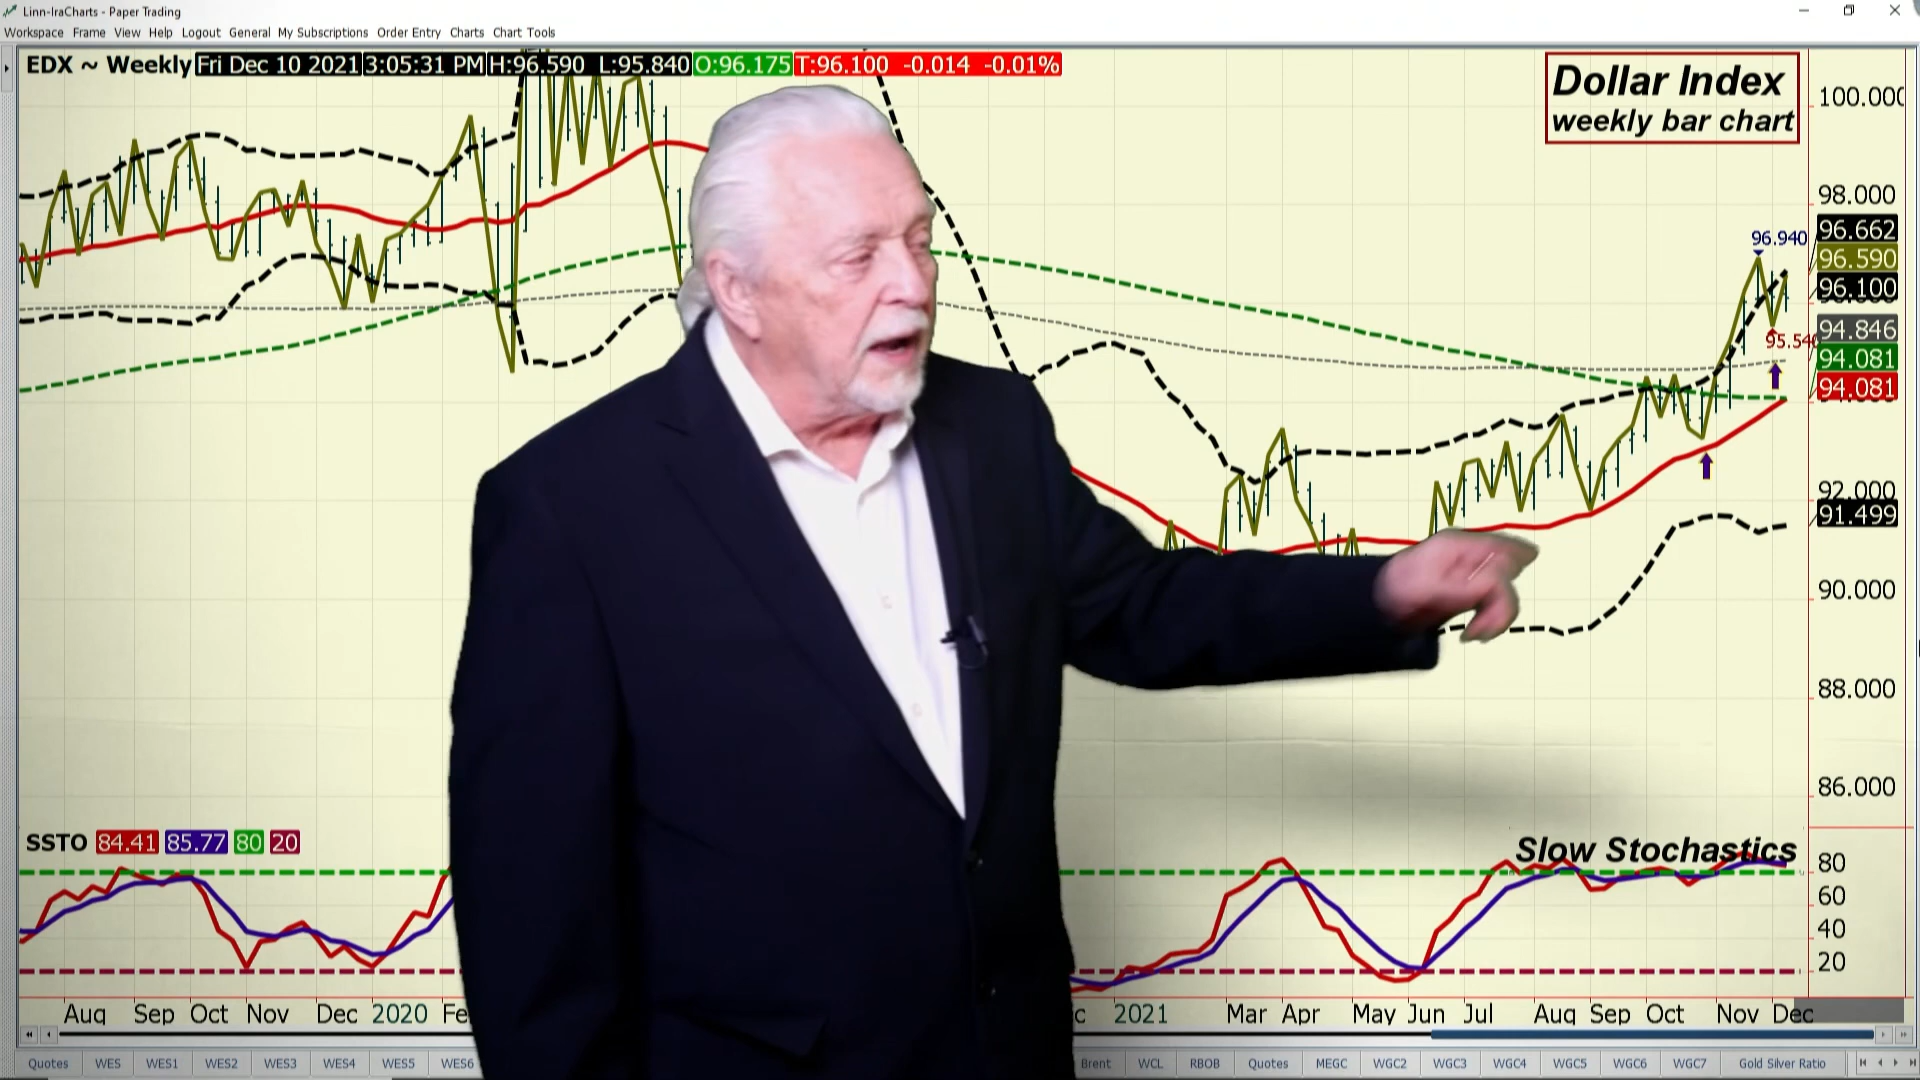 Linn-IraCharts - Paper Trading
Workspace Frame View Help Logout General My Subscriptions Order Entry Charts Chart Tools
EDX ~ Weekly Fri Dec 10 2021 3:05:31 PM H:96.590 L:95.840 O:96.175 T:96.100 -0.014 -0.01%
Dollar Index
weekly bar chart
100.000
98.000
96.940
96.662
96.590
96.100
94.846
95.540
94.081
94.081
92.000
91.499
90.000
88.000
86.000
SSTO 84.41 85.77 80 20
Slow Stochastics
80
60
40
20
Aug Sep Oct Nov Dec 2020 Fe 2021 Mar Apr May Jun Jul Aug Sep Oct Nov Dec
Quotes WES WES1 WES2 WES3 WES4 WES5 WES6 Brent WCL RBOB Quotes MEGC WGC2 WGC3 WGC4 WGC5 WGC6 WGC7 Gold Silver Ratio